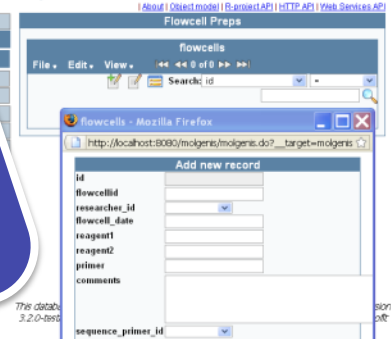 | About | Object model | R-project API | HTTP API | Web Services API
Flowcell Preps
flowcells
File Edit View 0 of 0
Search: id =
flowcells - Mozilla Firefox
http://localhost:8080/molgenis/molgenis.do?__target=molgenis
Add new record
id
flowcellid
researcher_id
flowcell_date
reagent1
reagent2
primer
comments
This databa
3.2.0-test
sequence_primer_id